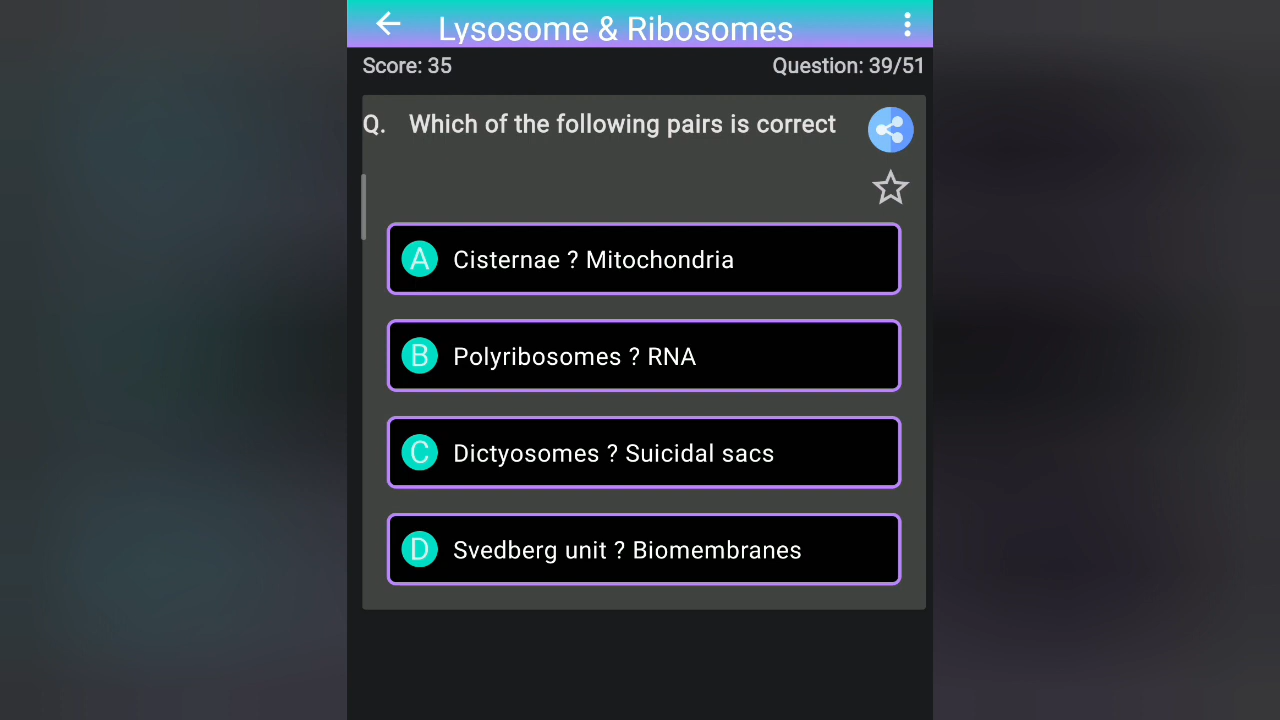 Lysosome & Ribosomes
Score: 35
Question: 39/51
Q. Which of the following pairs is correct
A Cisternae ? Mitochondria
B Polyribosomes ? RNA
C Dictyosomes ? Suicidal sacs
D Svedberg unit ? Biomembranes